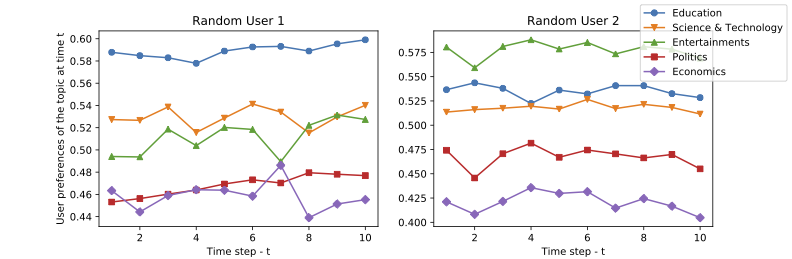 Random User 1
User preferences of the topic at time t
0.60
0.58
0.56
0.54
0.52
0.50
0.48
0.46
0.44
2
4
6
8
10
Time step - t
Random User 2
0.575
0.550
0.525
0.500
0.475
0.450
0.425
0.400
2
4
6
8
10
Time step - t
Education
Science & Technology
Entertainments
Politics
Economics